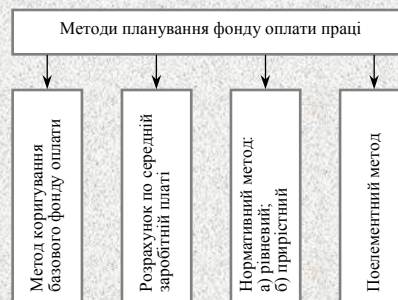 Методи планування фонду оплати праці
Метод коригування
базового фонду оплати
Розрахунок по середній
заробітній платі
Нормативний метод:
а) рівневий;
б) прирістний
Поелементний метод